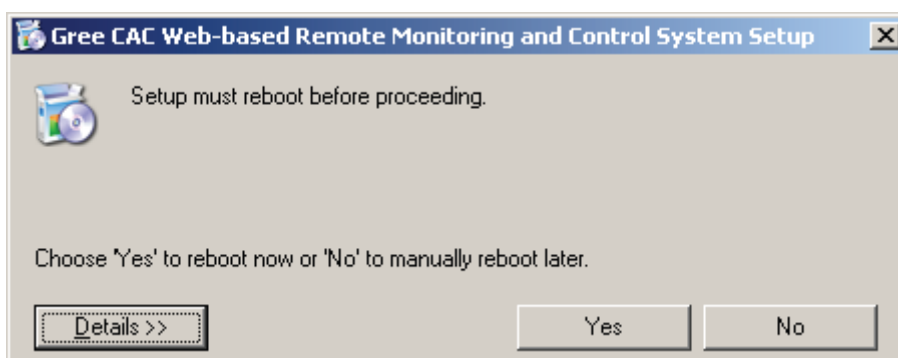 Gree CAC Web-based Remote Monitoring and Control System Setup
Setup must reboot before proceeding.
Choose 'Yes' to reboot now or 'No' to manually reboot later.
Details >>
Yes
No